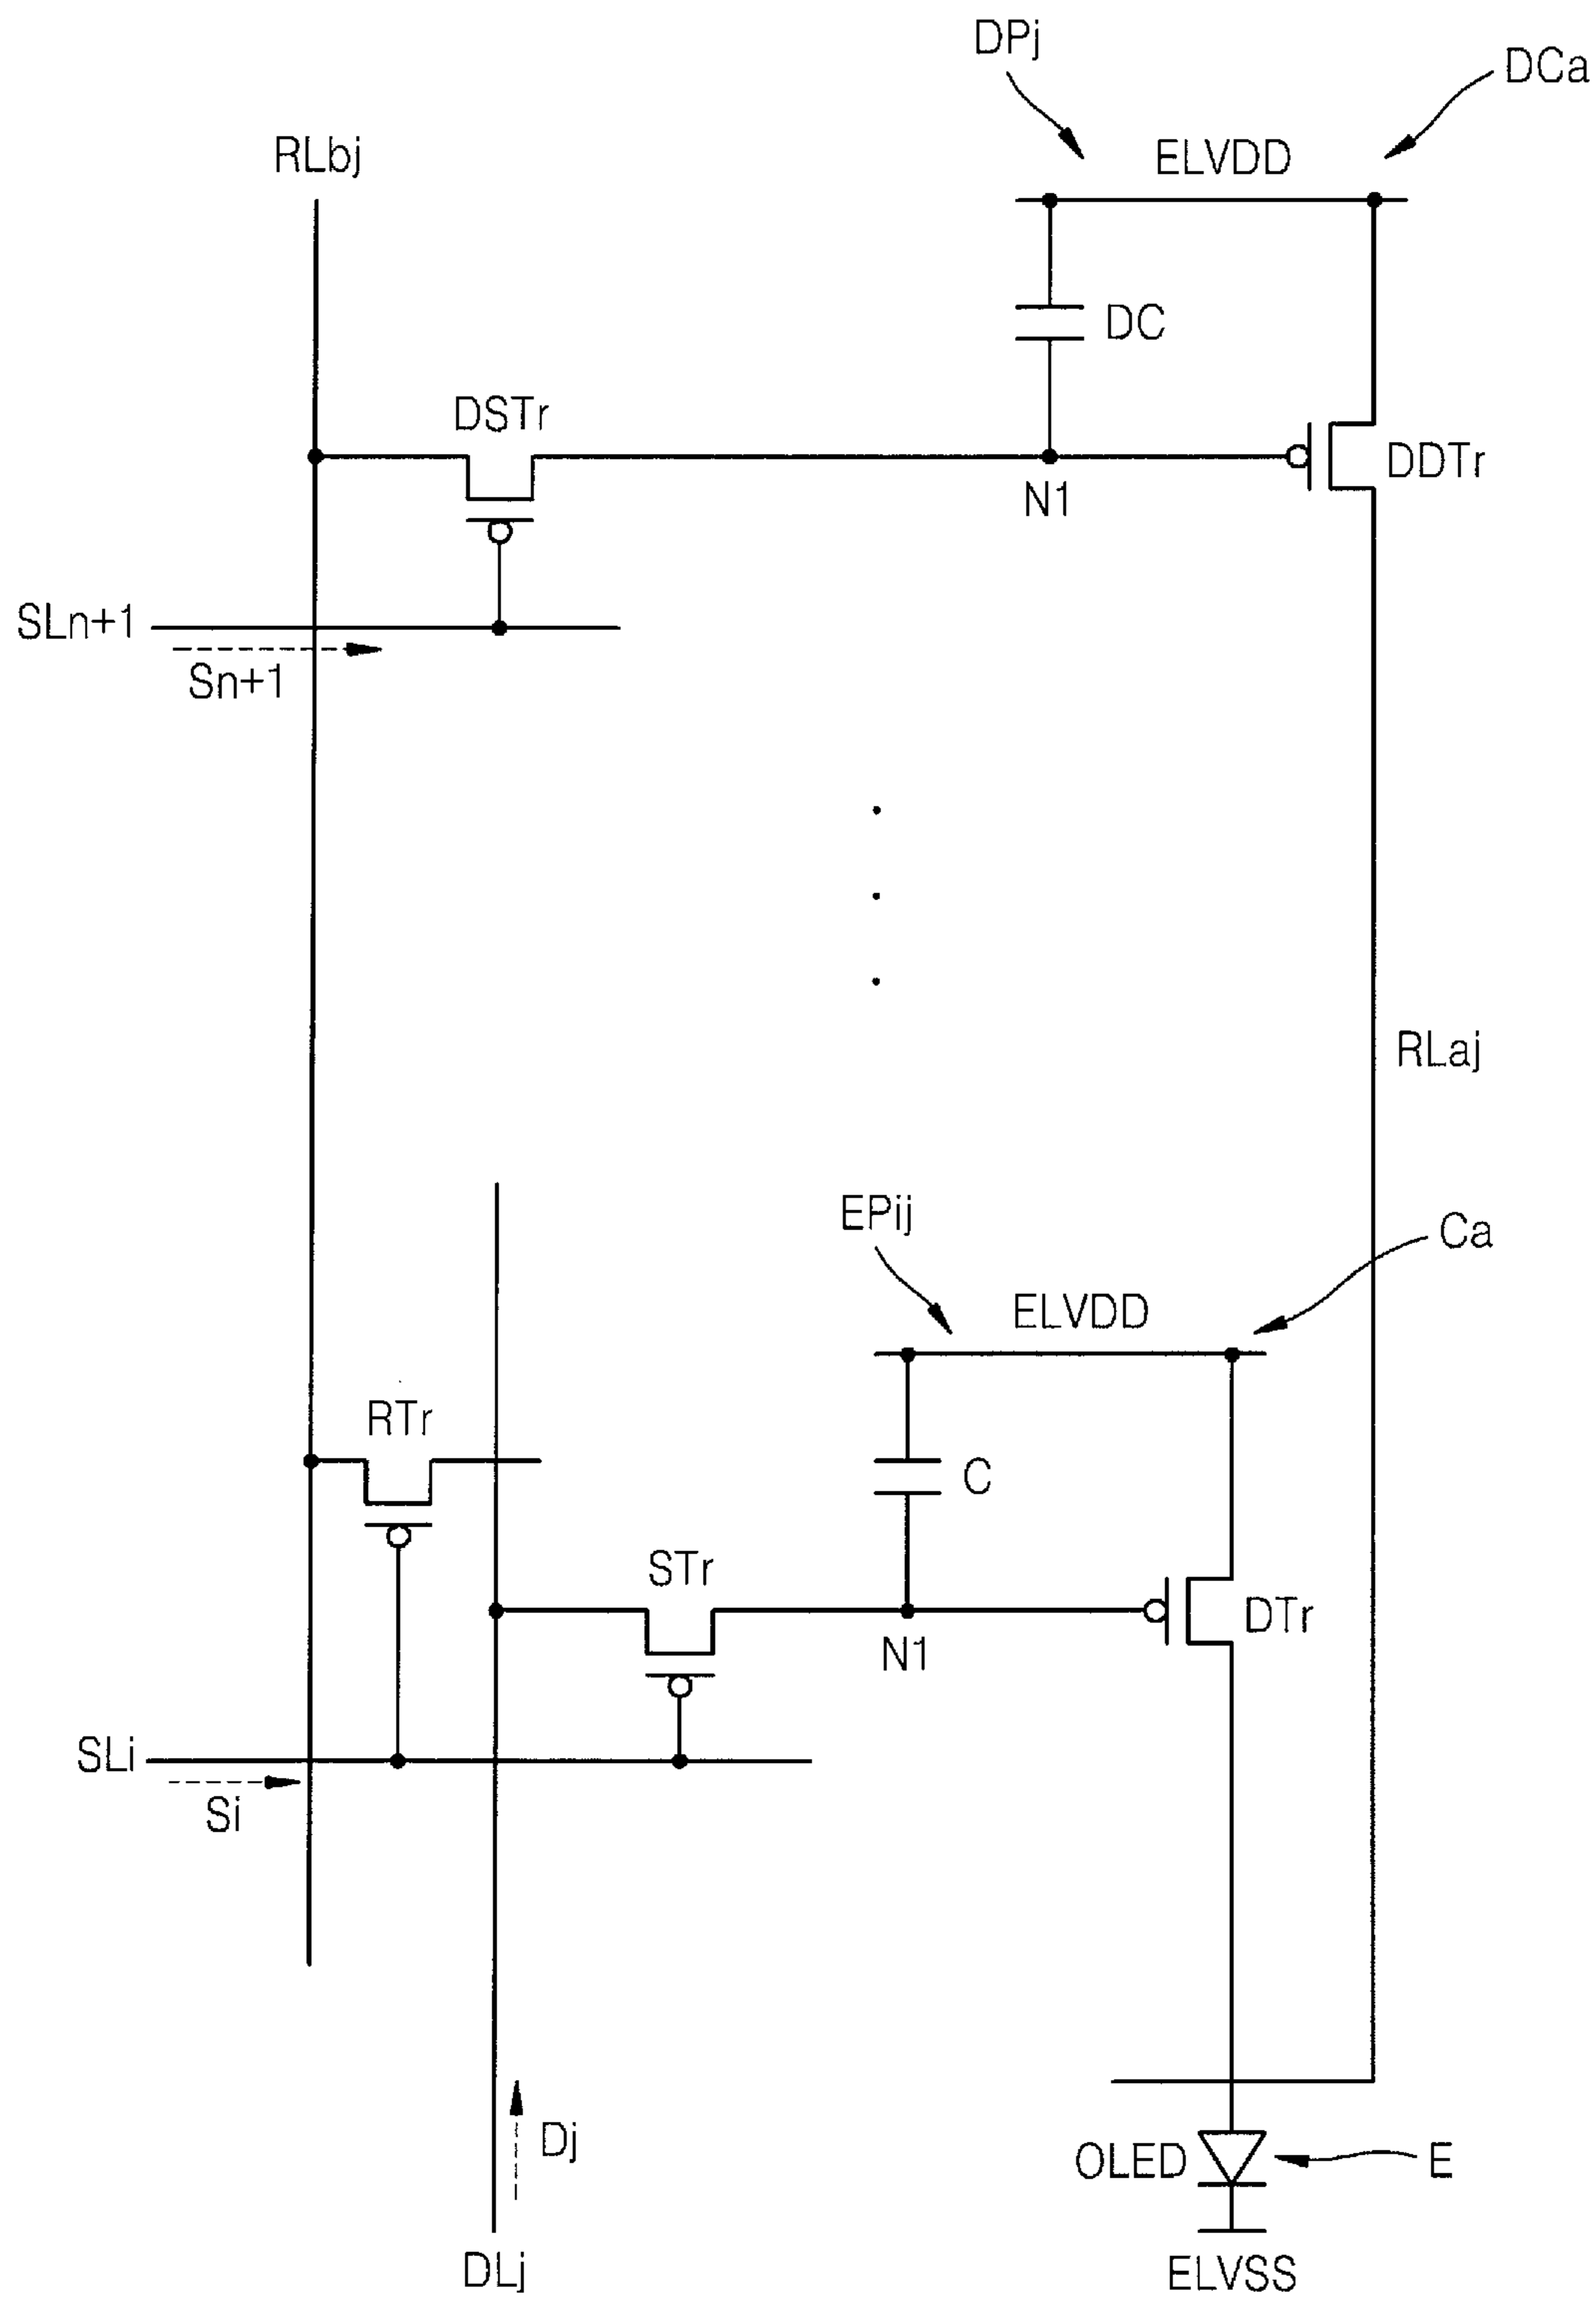 DPj
DCa
RLbj
ELVDD
DC
DSTr
DDTr
N1
SLn+1
Sn+1
RLaj
EPij
Ca
ELVDD
RTr
C
STr
DTr
N1
SLi
Si
Dj
OLED
E
DLj
ELVSS